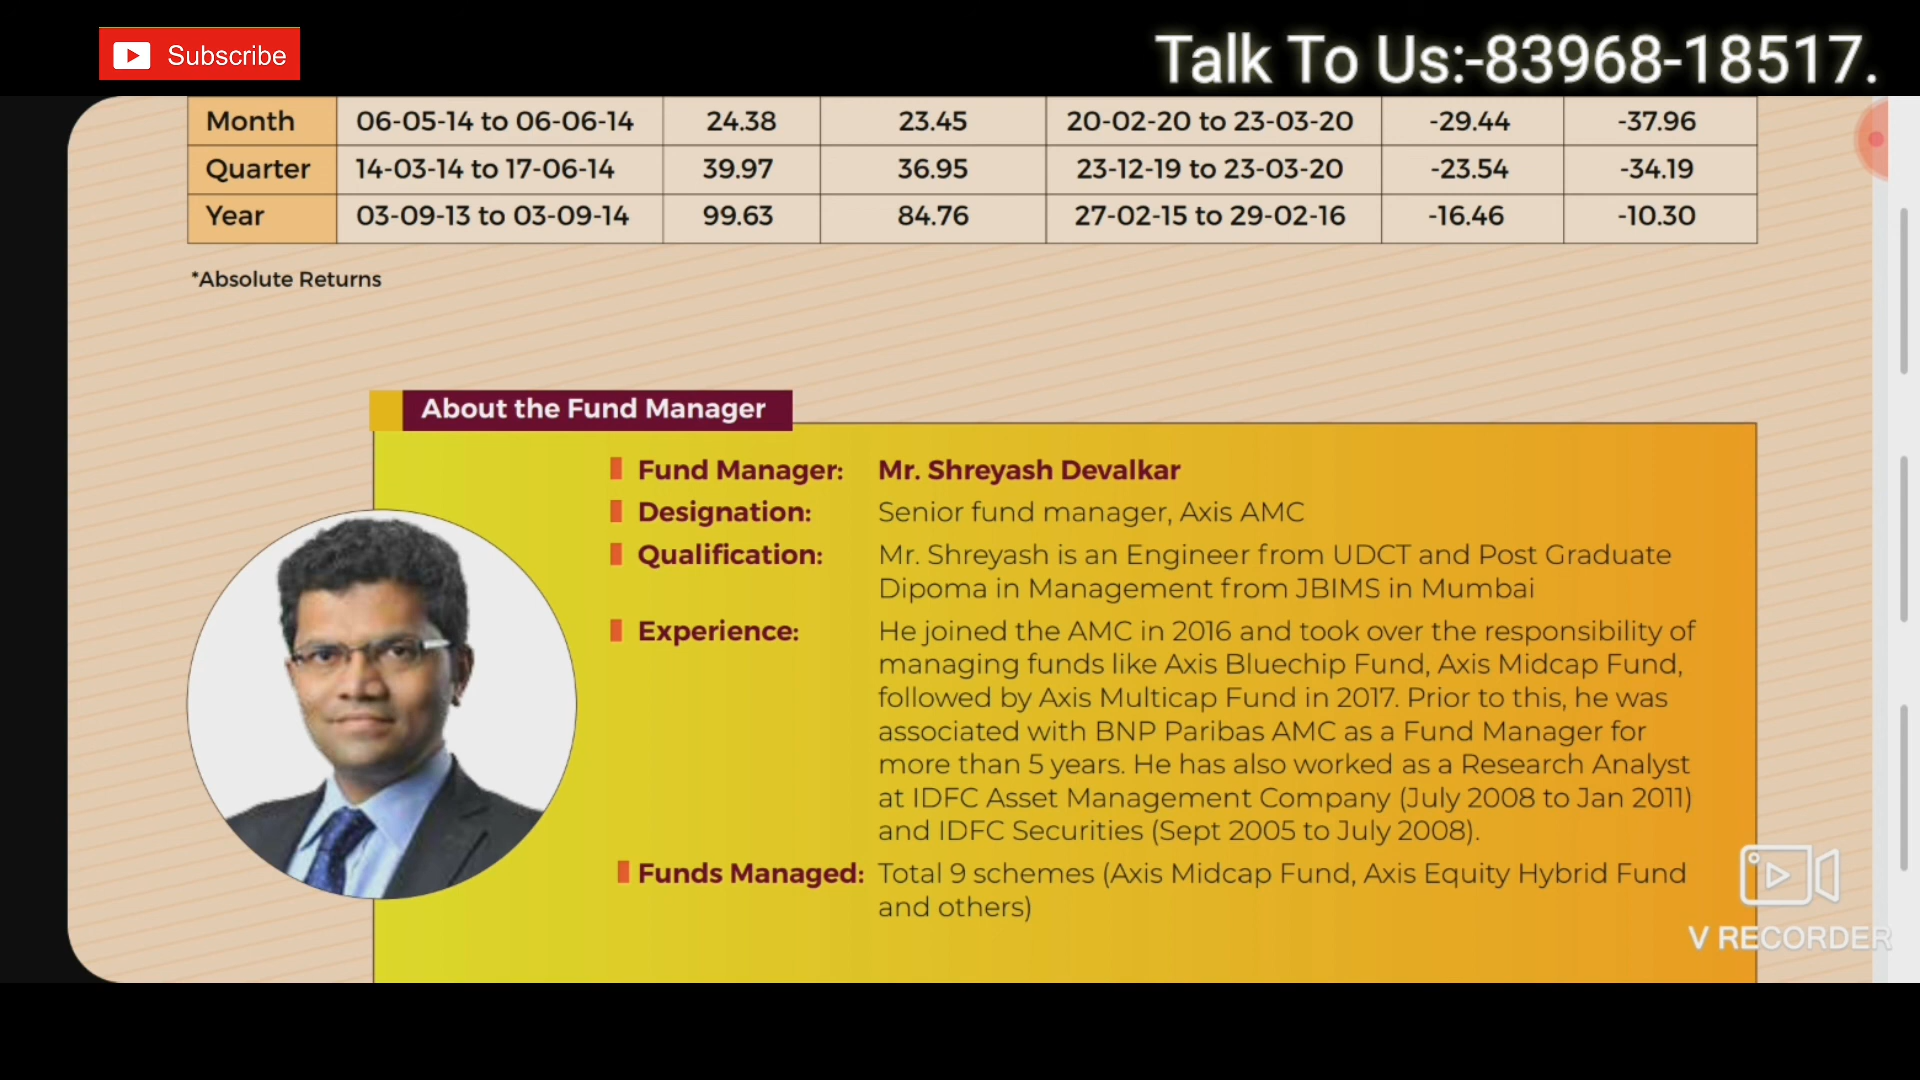 Subscribe
Talk To Us:-83968-18517.
Month 06-05-14 to 06-06-14 24.38 23.45 20-02-20 to 23-03-20 -29.44 -37.96
Quarter 14-03-14 to 17-06-14 39.97 36.95 23-12-19 to 23-03-20 -23.54 -34.19
Year 03-09-13 to 03-09-14 99.63 84.76 27-02-15 to 29-02-16 -16.46 -10.30
*Absolute Returns
About the Fund Manager
Fund Manager: Mr. Shreyash Devalkar
Designation: Senior fund manager, Axis AMC
Qualification: Mr. Shreyash is an Engineer from UDCT and Post Graduate
Dipoma in Management from JBIMS in Mumbai
Experience: He joined the AMC in 2016 and took over the responsibility of
managing funds like Axis Bluechip Fund, Axis Midcap Fund,
followed by Axis Multicap Fund in 2017. Prior to this, he was
associated with BNP Paribas AMC as a Fund Manager for
more than 5 years. He has also worked as a Research Analyst
at IDFC Asset Management Company (July 2008 to Jan 2011)
and IDFC Securities (Sept 2005 to July 2008).
Funds Managed: Total 9 schemes (Axis Midcap Fund, Axis Equity Hybrid Fund
and others)
V RECORDER